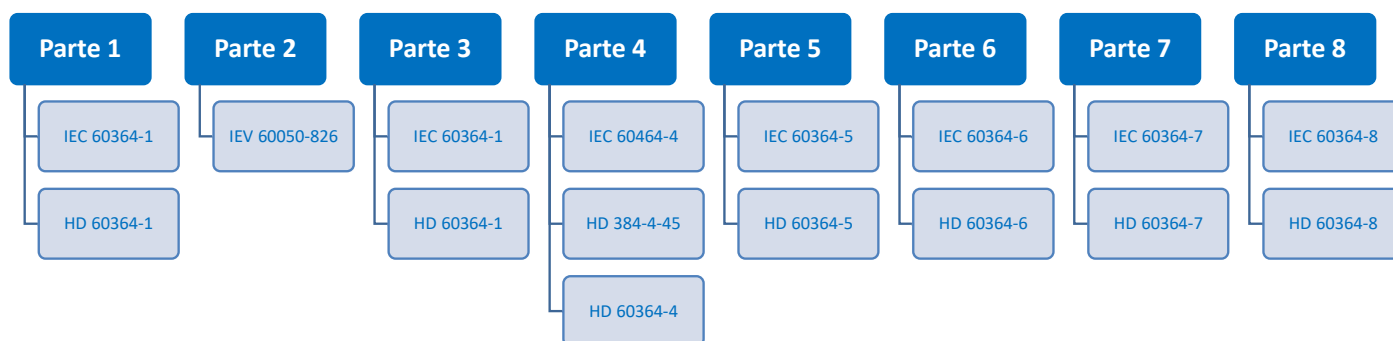 Parte 1
Parte 2
Parte 3
Parte 4
Parte 5
Parte 6
Parte 7
Parte 8
IEC 60364-1
IEV 60050-826
IEC 60364-1
IEC 60464-4
IEC 60364-5
IEC 60364-6
IEC 60364-7
IEC 60364-8
HD 60364-1
HD 60364-1
HD 384-4-45
HD 60364-5
HD 60364-6
HD 60364-7
HD 60364-8
HD 60364-4